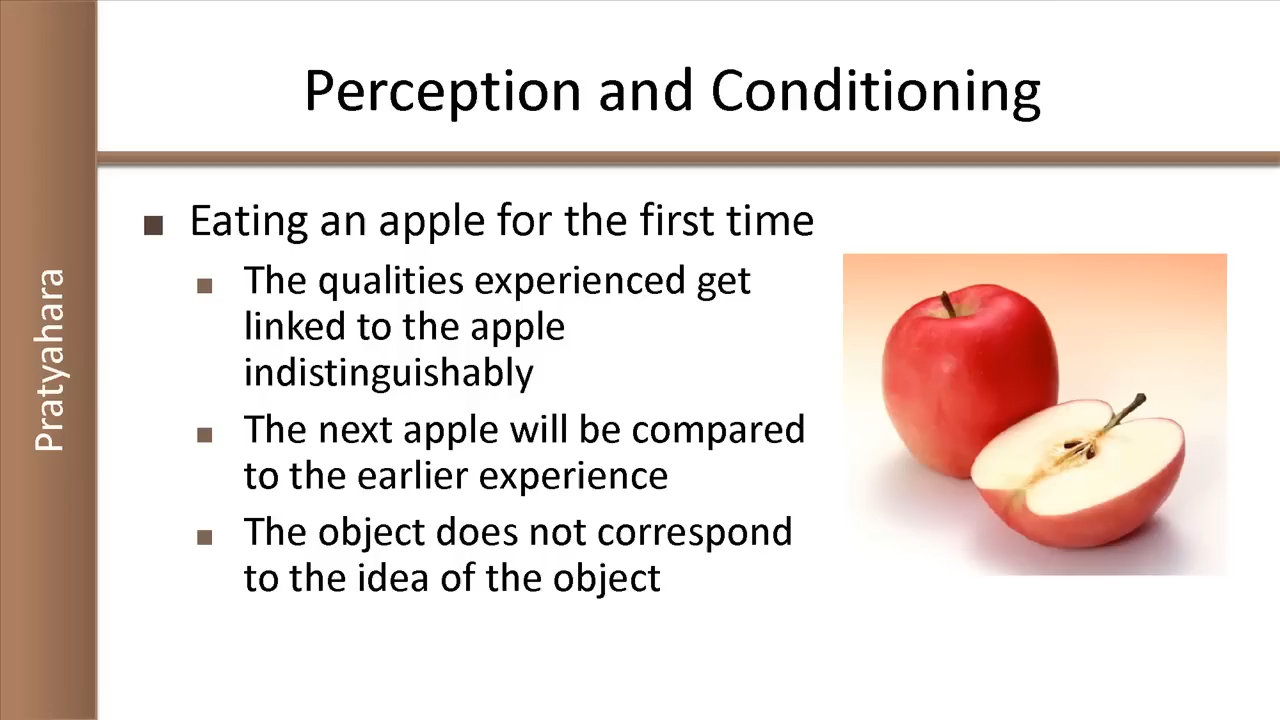 Perception and Conditioning
Pratyahara
■ Eating an apple for the first time
■ The qualities experienced get
linked to the apple
indistinguishably
■ The next apple will be compared
to the earlier experience
■ The object does not correspond
to the idea of the object